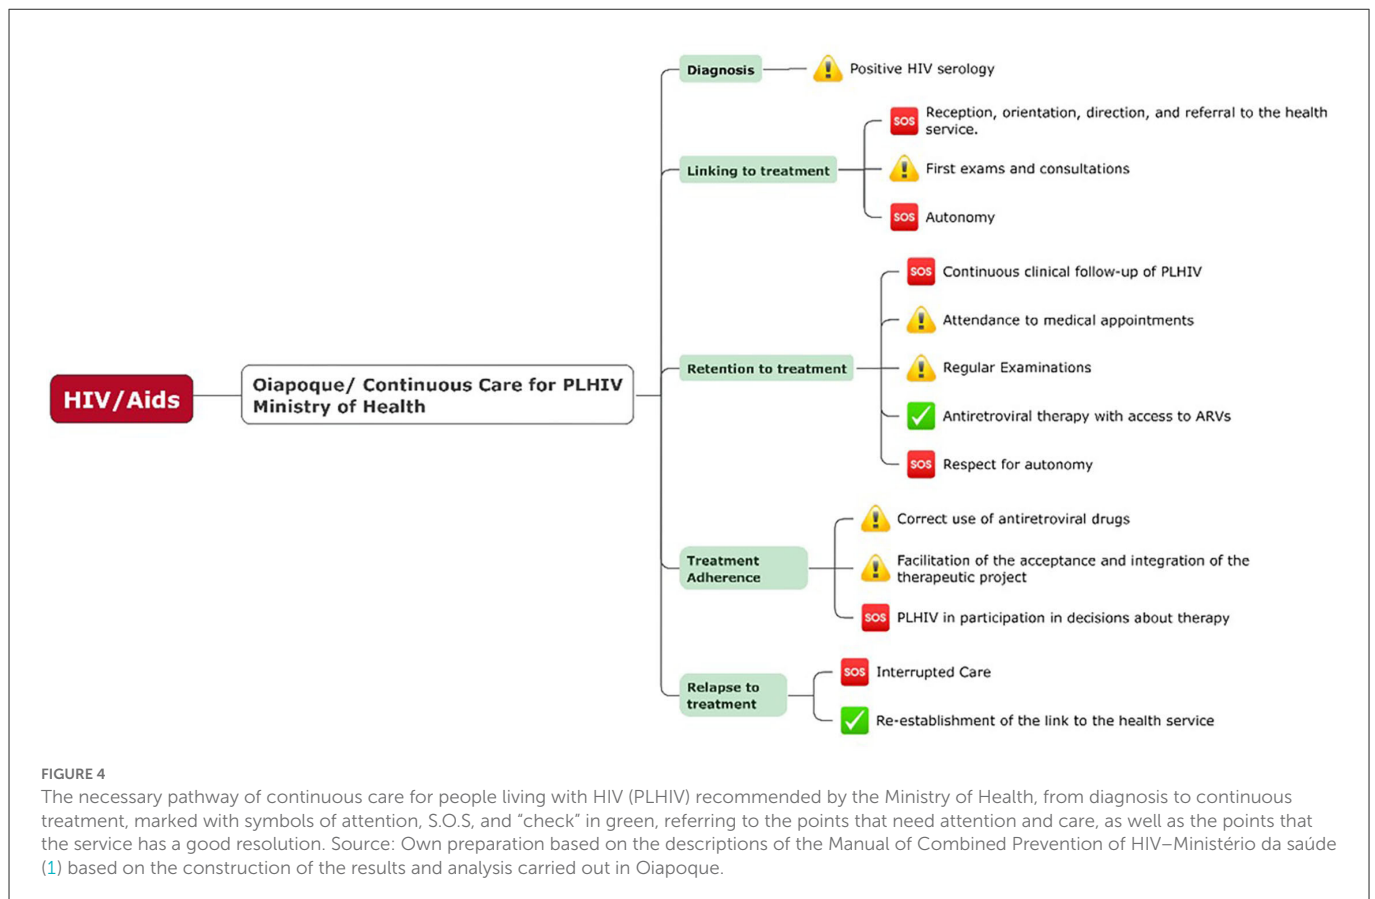 HIV/Aids
Oiapoque/ Continuous Care for PLHIV
Ministry of Health
Diagnosis
Positive HIV serology
Linking to treatment
SOS
Reception, orientation, direction, and referral to the health
service.
First exams and consultations
SOS
Autonomy
Retention to treatment
SOS
Continuous clinical follow-up of PLHIV
Attendance to medical appointments
Regular Examinations
Antiretroviral therapy with access to ARVs
SOS
Respect for autonomy
Treatment
Adherence
Correct use of antiretroviral drugs
Facilitation of the acceptance and integration of the
therapeutic project
SOS
PLHIV in participation in decisions about therapy
Relapse to
treatment
SOS
Interrupted Care
Re-establishment of the link to the health service
FIGURE 4
The necessary pathway of continuous care for people living with HIV (PLHIV) recommended by the Ministry of Health, from diagnosis to continuous
treatment, marked with symbols of attention, S.O.S, and “check” in green, referring to the points that need attention and care, as well as the points that
the service has a good resolution. Source: Own preparation based on the descriptions of the Manual of Combined Prevention of HIV–Ministério da saúde
(1) based on the construction of the results and analysis carried out in Oiapoque.